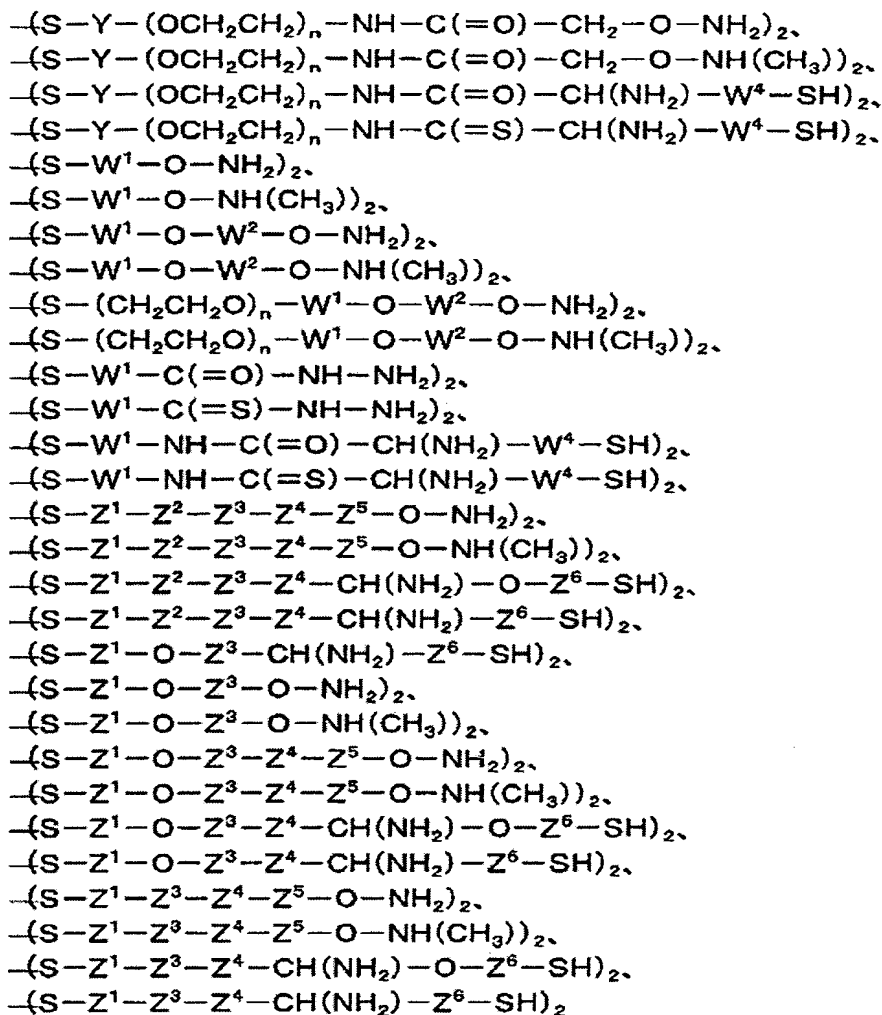 -(S-Y-(OCH₂CH₂)ₙ-NH-C(=O)-CH₂-O-NH₂)₂、
-(S-Y-(OCH₂CH₂)ₙ-NH-C(=O)-CH₂-O-NH(CH₃))₂、
-(S-Y-(OCH₂CH₂)ₙ-NH-C(=O)-CH(NH₂)-W⁴-SH)₂、
-(S-Y-(OCH₂CH₂)ₙ-NH-C(=S)-CH(NH₂)-W⁴-SH)₂、
-(S-W¹-O-NH₂)₂、
-(S-W¹-O-NH(CH₃))₂、
-(S-W¹-O-W²-O-NH₂)₂、
-(S-W¹-O-W²-O-NH(CH₃))₂、
-(S-(CH₂CH₂O)ₙ-W¹-O-W²-O-NH₂)₂、
-(S-(CH₂CH₂O)ₙ-W¹-O-W²-O-NH(CH₃))₂、
-(S-W¹-C(=O)-NH-NH₂)₂、
-(S-W¹-C(=S)-NH-NH₂)₂、
-(S-W¹-NH-C(=O)-CH(NH₂)-W⁴-SH)₂、
-(S-W¹-NH-C(=S)-CH(NH₂)-W⁴-SH)₂、
-(S-Z¹-Z²-Z³-Z⁴-Z⁵-O-NH₂)₂、
-(S-Z¹-Z²-Z³-Z⁴-Z⁵-O-NH(CH₃))₂、
-(S-Z¹-Z²-Z³-Z⁴-CH(NH₂)-O-Z⁶-SH)₂、
-(S-Z¹-Z²-Z³-Z⁴-CH(NH₂)-Z⁶-SH)₂、
-(S-Z¹-O-Z³-CH(NH₂)-Z⁶-SH)₂、
-(S-Z¹-O-Z³-O-NH₂)₂、
-(S-Z¹-O-Z³-O-NH(CH₃))₂、
-(S-Z¹-O-Z³-Z⁴-Z⁵-O-NH₂)₂、
-(S-Z¹-O-Z³-Z⁴-Z⁵-O-NH(CH₃))₂、
-(S-Z¹-O-Z³-Z⁴-CH(NH₂)-O-Z⁶-SH)₂、
-(S-Z¹-O-Z³-Z⁴-CH(NH₂)-Z⁶-SH)₂、
-(S-Z¹-Z³-Z⁴-Z⁵-O-NH₂)₂、
-(S-Z¹-Z³-Z⁴-Z⁵-O-NH(CH₃))₂、
-(S-Z¹-Z³-Z⁴-CH(NH₂)-O-Z⁶-SH)₂、
-(S-Z¹-Z³-Z⁴-CH(NH₂)-Z⁶-SH)₂